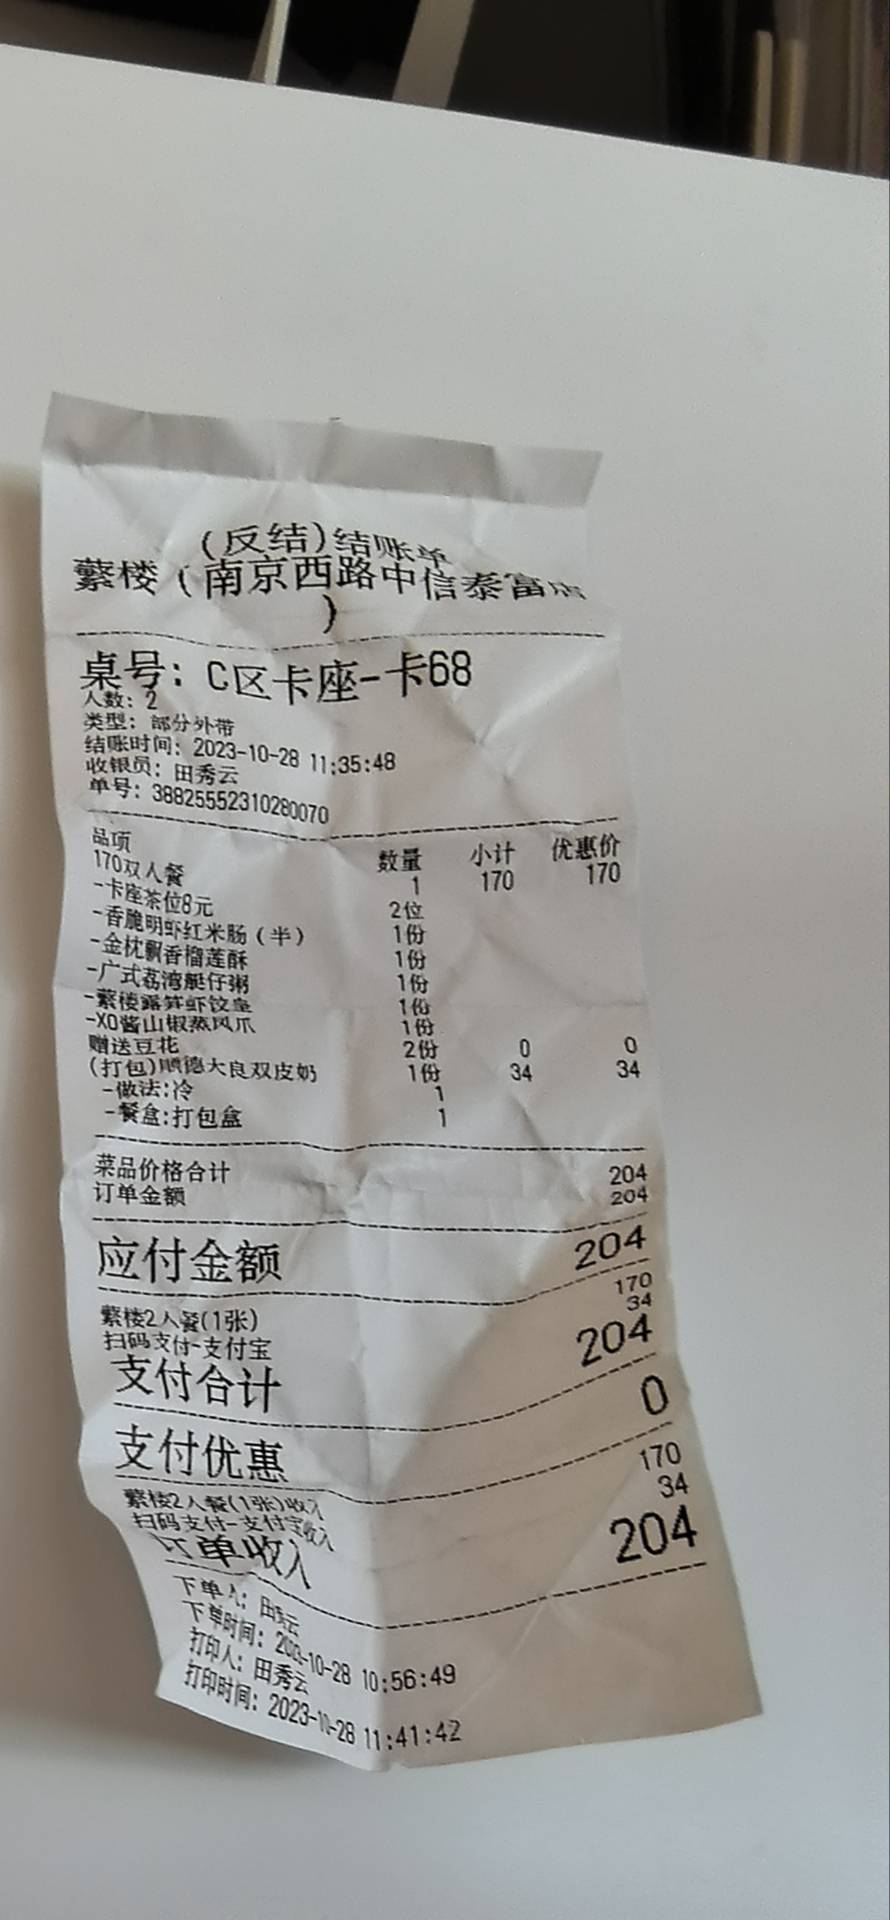 (反结)结账单
蘩楼(南京西路中信泰富店
)
桌号: C区卡座-卡68
人数: 2
类型: 部分外带
结账时间: 2023-10-28 11:35:48
收银员: 田秀云
单号: 38825552310280070
品项 数量 小计 优惠价
170双人餐 1 170 170
-卡座茶位8元 2位
-香脆明虾红米肠(半) 1份
-金枕飘香榴莲酥 1份
-广式荔湾艇仔粥 1份
-蘩楼露笋虾饺皇 1份
-XO酱山椒蒸凤爪 1份
赠送豆花 2份 0 0
(打包)顺德大良双皮奶 1份 34 34
-做法:冷 1
-餐盒:打包盒 1
菜品价格合计 204
订单金额 204
应付金额 204
蘩楼2人餐(1张) 170
扫码支付-支付宝 34
支付合计 204
支付优惠 0
蘩楼2人餐(1张)收入 170
扫码支付-支付宝收入 34
订单收入 204
下单人: 田秀云
下单时间: 2023-10-28 10:56:49
打印人: 田秀云
打印时间: 2023-10-28 11:41:42